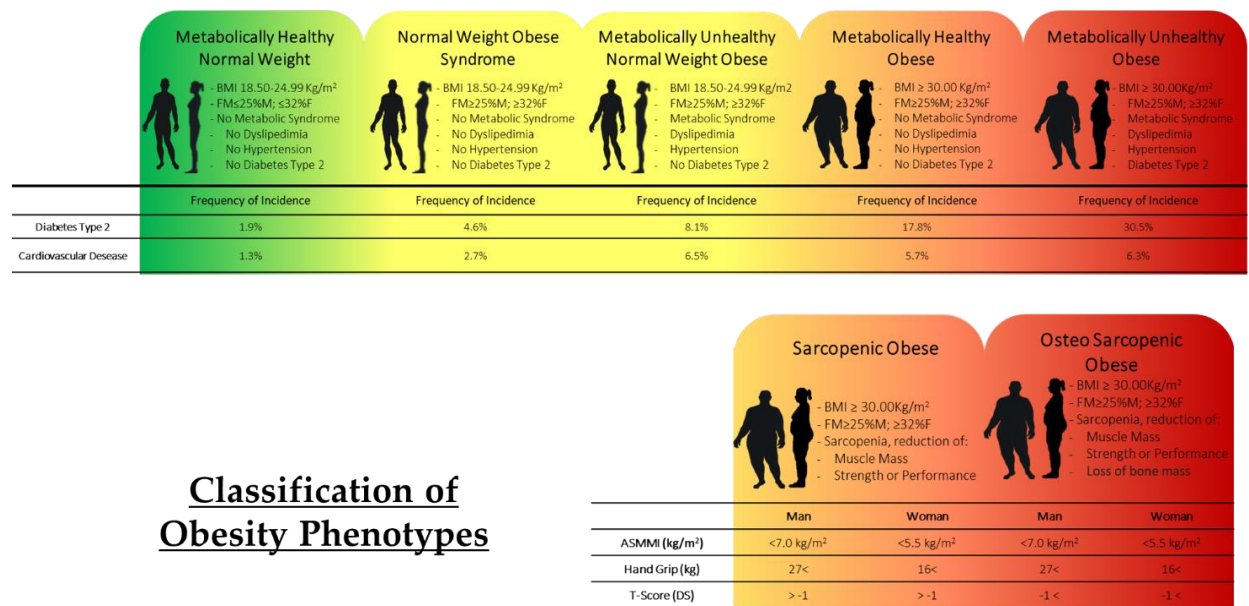 Metabolically Healthy
Normal Weight
- BMI 18.50-24.99 Kg/m²
- FM≤25%M; ≤32%F
- No Metabolic Syndrome
- No Dyslipedimia
- No Hypertension
- No Diabetes Type 2
Normal Weight Obese
Syndrome
- BMI 18.50-24.99 Kg/m²
- FM≥25%M; ≥32%F
- No Metabolic Syndrome
- No Dyslipedimia
- No Hypertension
- No Diabetes Type 2
Metabolically Unhealthy
Normal Weight Obese
- BMI 18.50-24.99 Kg/m2
- FM≥25%M; ≥32%F
- Metabolic Syndrome
- Dyslipedimia
- Hypertension
- No Diabetes Type 2
Metabolically Healthy
Obese
- BMI ≥ 30.00 Kg/m²
- FM≥25%M; ≥32%F
- No Metabolic Syndrome
- No Dyslipedimia
- No Hypertension
- No Diabetes Type 2
Metabolically Unhealthy
Obese
- BMI ≥ 30.00Kg/m²
- FM≥25%M; ≥32%F
- Metabolic Syndrome
- Dyslipedimia
- Hypertension
- Diabetes Type 2
Frequency of Incidence Frequency of Incidence Frequency of Incidence Frequency of Incidence Frequency of Incidence
Diabetes Type 2 1.9% 4.6% 8.1% 17.8% 30.5%
Cardiovascular Desease 1.3% 2.7% 6.5% 5.7% 6.3%
Sarcopenic Obese
- BMI ≥ 30.00Kg/m²
- FM≥25%M; ≥32%F
- Sarcopenia, reduction of:
- Muscle Mass
- Strength or Performance
Osteo Sarcopenic
Obese
- BMI ≥ 30.00Kg/m²
- FM≥25%M; ≥32%F
- Sarcopenia, reduction of:
- Muscle Mass
- Strength or Performance
- Loss of bone mass
Classification of
Obesity Phenotypes
Man Woman Man Woman
ASMMI (kg/m²) <7.0 kg/m² <5.5 kg/m² <7.0 kg/m² <5.5 kg/m²
Hand Grip (kg) 27< 16< 27< 16<
T-Score (DS) > -1 > -1 -1 < -1 <